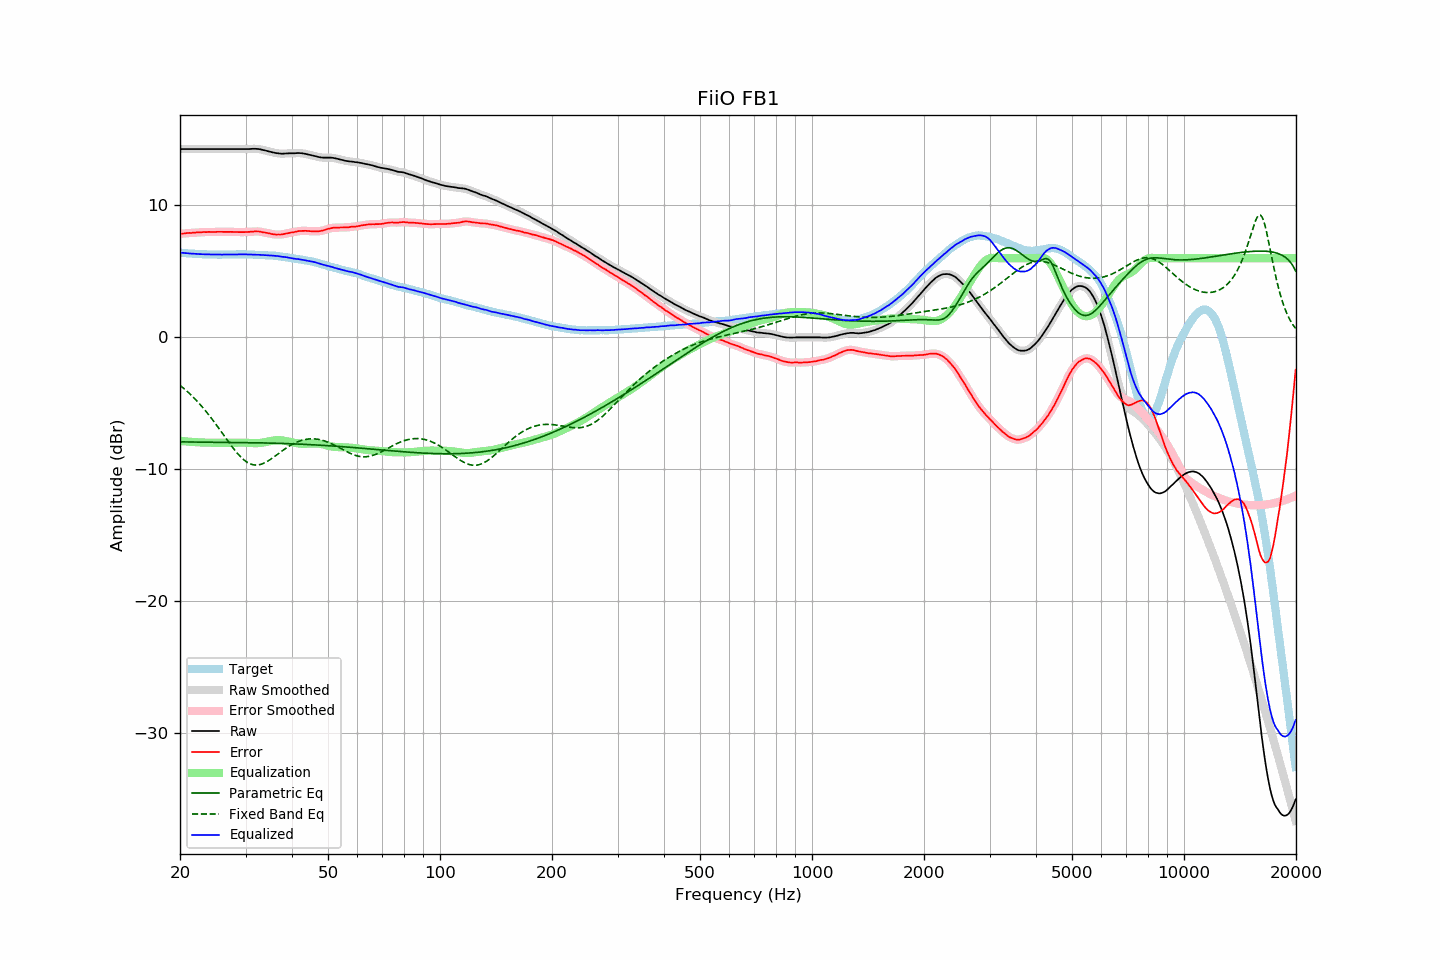 FiiO FB1
Amplitude (dBr)
10
0
−10
−20
−30
Target
Raw Smoothed
Error Smoothed
Raw
Error
Equalization
Parametric Eq
Fixed Band Eq
Equalized
20 50 100 200 500 1000 2000 5000 10000 20000
Frequency (Hz)